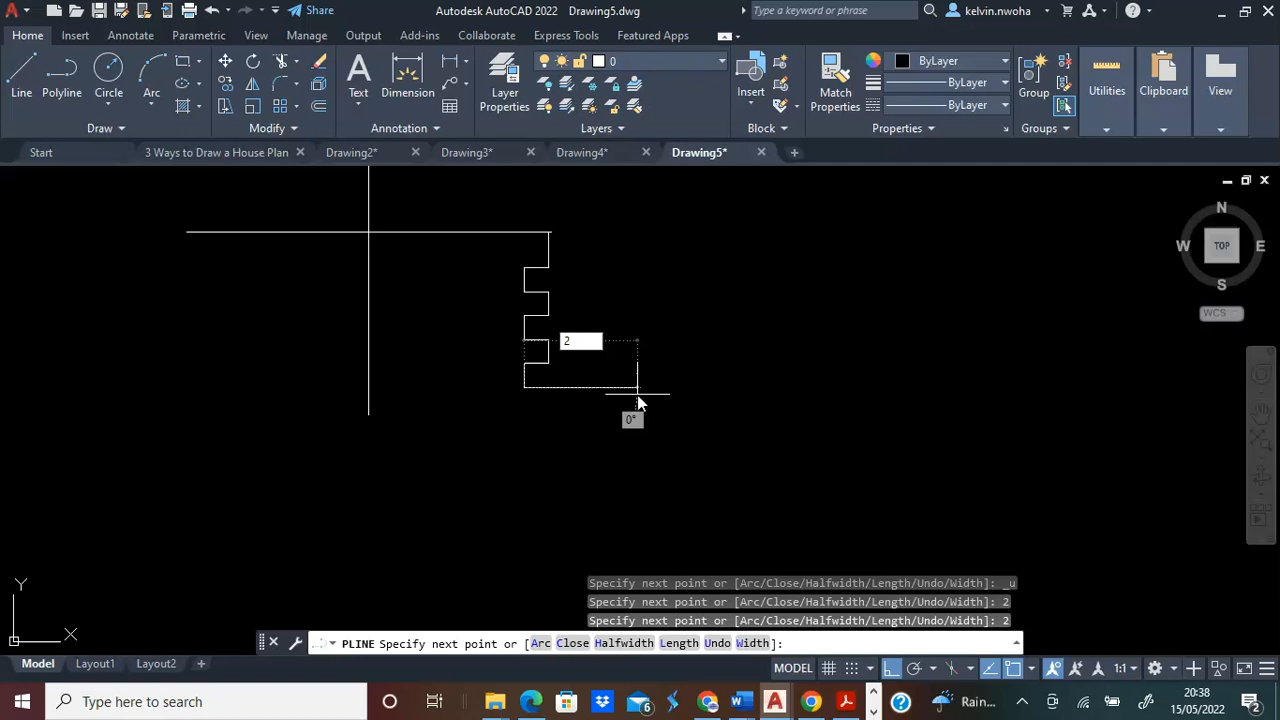 Share
Autodesk AutoCAD 2022 Drawing5.dwg
Type a keyword or phrase
kelvin.nwoha
Home Insert Annotate Parametric View Manage Output Add-ins Collaborate Express Tools Featured Apps
0
ByLayer
ByLayer
ByLayer
Line Polyline Circle Arc
Text Dimension
Layer Properties
Insert
Match Properties
Group
Utilities Clipboard View
Draw Modify Annotation Layers Block Properties Groups
Start 3 Ways to Draw a House Plan Drawing2* Drawing3* Drawing4* Drawing5*
N
W TOP E
S
WCS
2
0°
Y
X
Specify next point or [Arc/Close/Halfwidth/Length/Undo/Width]: _u
Specify next point or [Arc/Close/Halfwidth/Length/Undo/Width]: 2
Specify next point or [Arc/Close/Halfwidth/Length/Undo/Width]: 2
PLINE Specify next point or [Arc Close Halfwidth Length Undo Width]:
Model Layout1 Layout2
MODEL 1:1
Type here to search
6
Rain...
20:38
15/05/2022
2